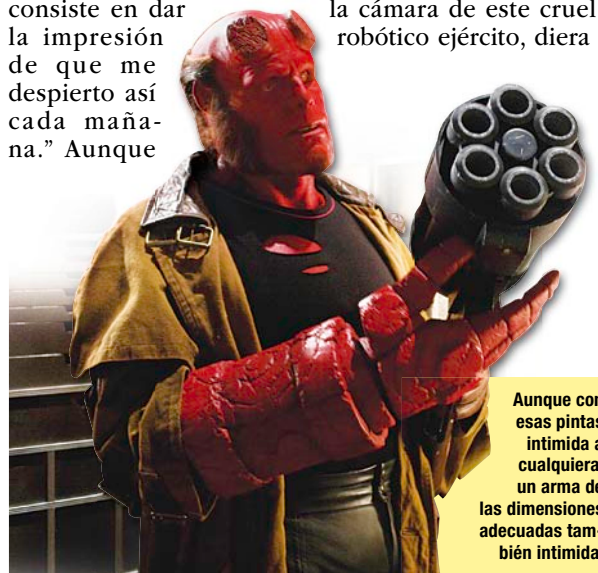 consiste en dar
la impresión
de que me
despierto así
cada maña-
na.” Aunque
la cámara de este cruel
robótico ejército, diera
Aunque con
esas pintas
intimida a
cualquiera,
un arma de
las dimensiones
adecuadas tam-
bién intimida.